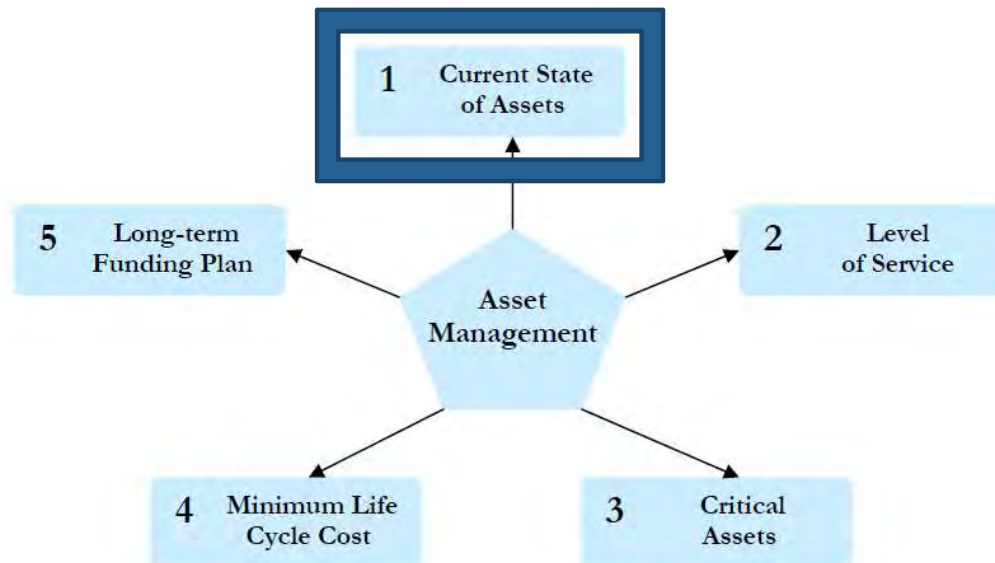 1 Current State
of Assets
5 Long-term
Funding Plan
2 Level
of Service
Asset
Management
4 Minimum Life
Cycle Cost
3 Critical
Assets